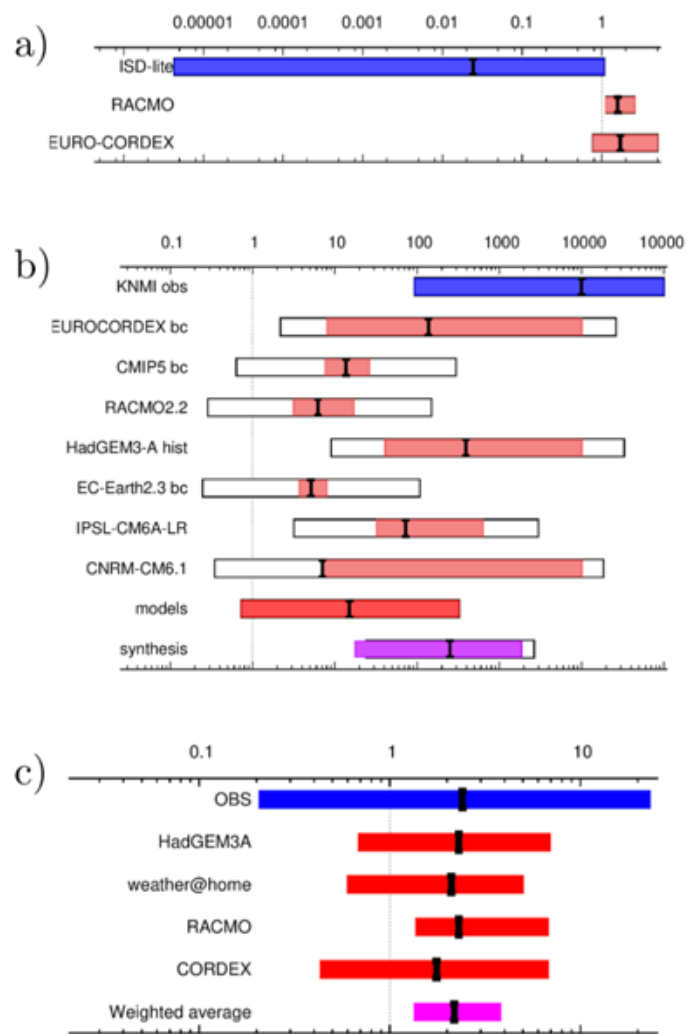 a)
0.00001 0.0001 0.001 0.01 0.1 1
ISD-lite
RACMO
EURO-CORDEX
b)
0.1 1 10 100 1000 10000 10000
KNMI obs
EUROCORDEX bc
CMIP5 bc
RACMO2.2
HadGEM3-A hist
EC-Earth2.3 bc
IPSL-CM6A-LR
CNRM-CM6.1
models
synthesis
c)
0.1 1 10
OBS
HadGEM3A
weather@home
RACMO
CORDEX
Weighted average